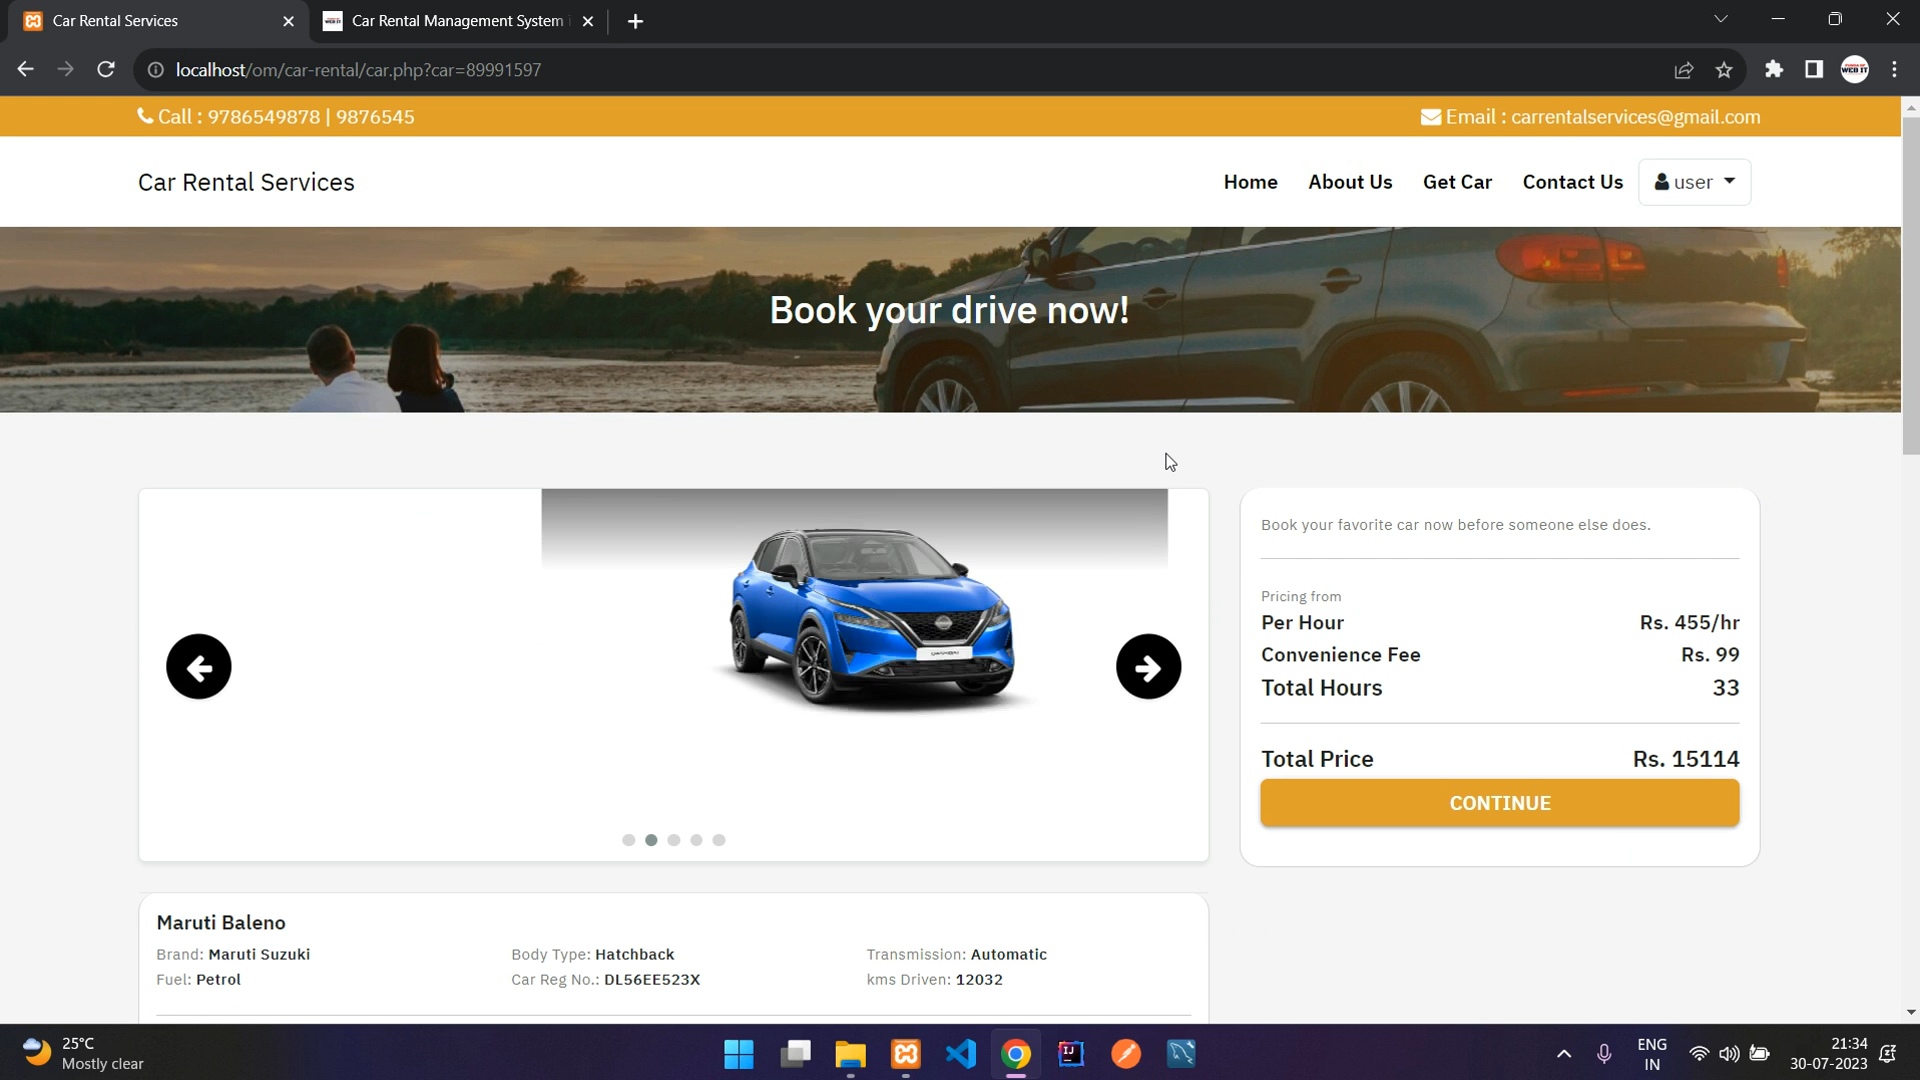 Car Rental Services
Car Rental Management System
localhost/om/car-rental/car.php?car=89991597
Call : 9786549878 | 9876545
Email : carrentalservices@gmail.com
Car Rental Services
Home
About Us
Get Car
Contact Us
user
Book your drive now!
Book your favorite car now before someone else does.
Pricing from
Per Hour Rs. 455/hr
Convenience Fee Rs. 99
Total Hours 33
Total Price Rs. 15114
CONTINUE
Maruti Baleno
Brand: Maruti Suzuki Body Type: Hatchback Transmission: Automatic
Fuel: Petrol Car Reg No.: DL56EE523X kms Driven: 12032
25°C
Mostly clear
ENG
IN
21:34
30-07-2023